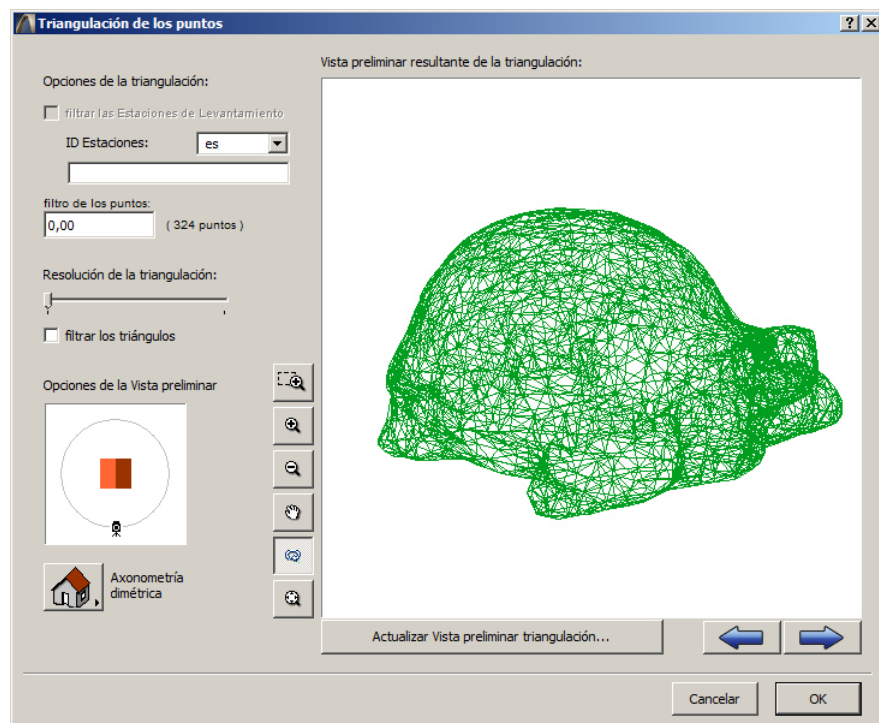 Triangulación de los puntos
Vista preliminar resultante de la triangulación:
Opciones de la triangulación:
filtrar las Estaciones de Levantamiento
ID Estaciones:
es
filtro de los puntos:
0,00
( 324 puntos )
Resolución de la triangulación:
filtrar los triángulos
Opciones de la Vista preliminar
Axonometría
dimétrica
Actualizar Vista preliminar triangulación...
Cancelar
OK